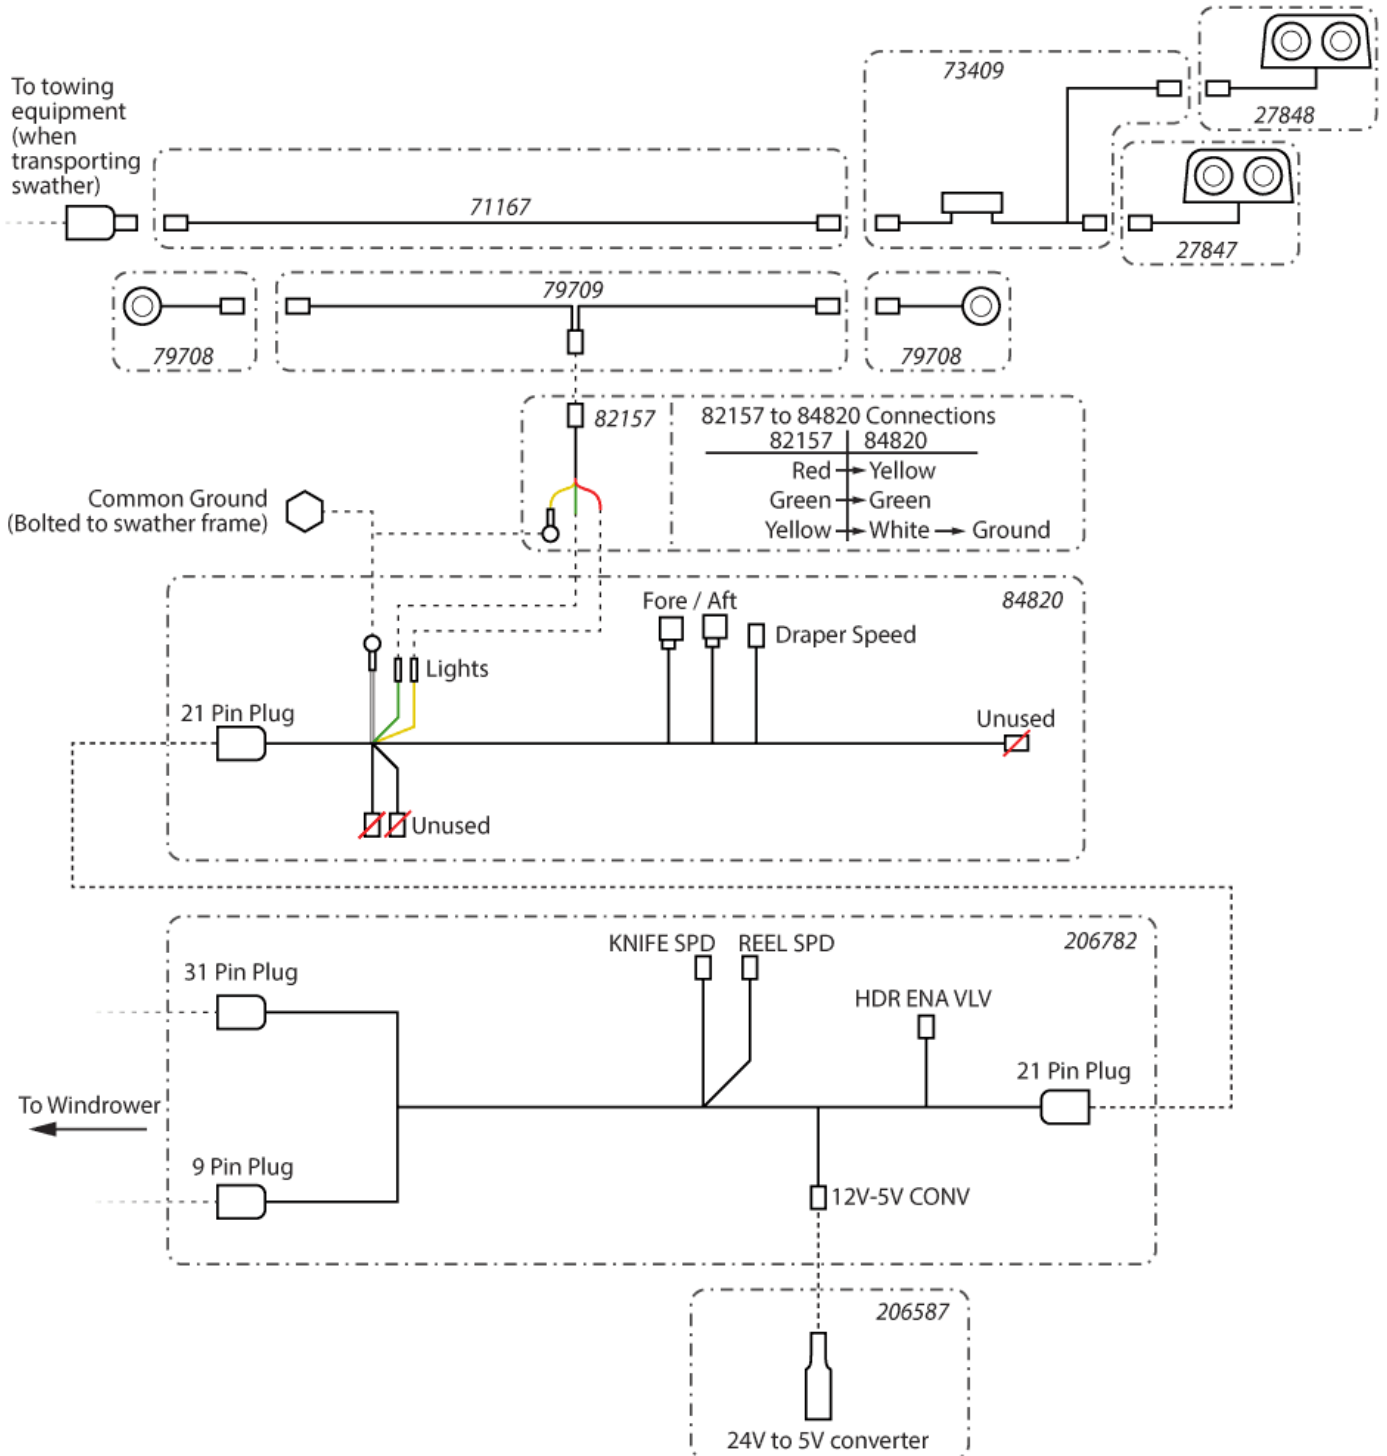 73409
27848
To towing
equipment
(when
transporting
swather)
71167
27847
79709
79708
79708
82157
82157 to 84820 Connections
82157 84820
Red Yellow
Green Green
Yellow White Ground
Common Ground
(Bolted to swather frame)
84820
Fore / Aft
Draper Speed
Lights
21 Pin Plug
Unused
Unused
206782
KNIFE SPD REEL SPD
31 Pin Plug
HDR ENA VLV
21 Pin Plug
To Windrower
9 Pin Plug
12V-5V CONV
206587
24V to 5V converter